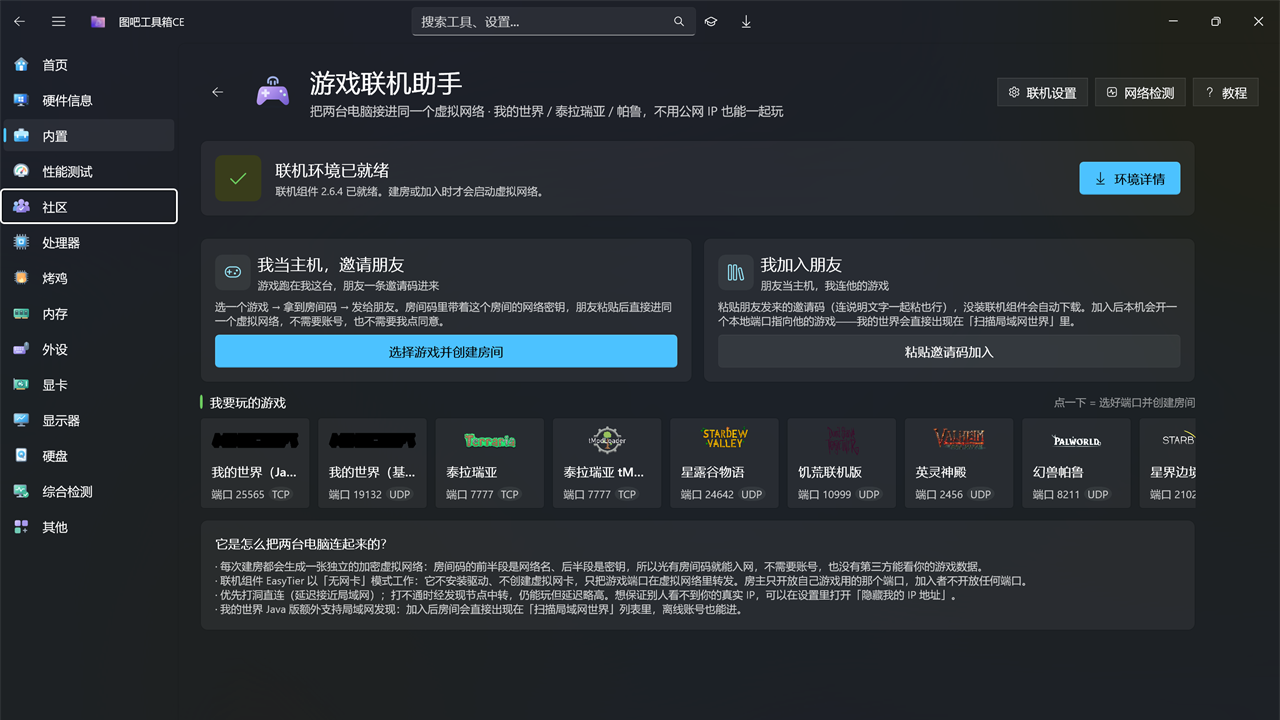 图吧工具箱CE
搜索工具、设置...
首页
硬件信息
内置
性能测试
社区
处理器
烤鸡
内存
外设
显卡
显示器
硬盘
综合检测
其他
游戏联机助手
把两台电脑接进同一个虚拟网络 · 我的世界 / 泰拉瑞亚 / 帕鲁，不用公网 IP 也能一起玩
联机设置
网络检测
? 教程
联机环境已就绪
联机组件 2.6.4 已就绪。建房或加入时才会启动虚拟网络。
环境详情
我当主机，邀请朋友
游戏跑在我这台，朋友一条邀请码进来
选一个游戏 → 拿到房间码 → 发给朋友。房间码里带着这个房间的网络密钥，朋友粘贴后直接进同
一个虚拟网络，不需要账号，也不需要我点同意。
选择游戏并创建房间
我加入朋友
朋友当主机，我连他的游戏
粘贴朋友发来的邀请码（连说明文字一起粘也行），没装联机组件会自动下载。加入后本机会开一
个本地端口指向他的游戏——我的世界会直接出现在「扫描局域网世界」里。
粘贴邀请码加入
我要玩的游戏
点一下 = 选好端口并创建房间
MINECRAFT
我的世界（Ja...
端口 25565 TCP
MINECRAFT
我的世界（基...
端口 19132 UDP
Terraria
泰拉瑞亚
端口 7777 TCP
tModLoader
泰拉瑞亚 tM...
端口 7777 TCP
STARDEW
VALLEY
星露谷物语
端口 24642 UDP
饥荒联机版
端口 10999 UDP
VALHEIM
英灵神殿
端口 2456 UDP
PALWORLD
幻兽帕鲁
端口 8211 UDP
STARB
星界边境
端口 2102
它是怎么把两台电脑连起来的?
· 每次建房都会生成一张独立的加密虚拟网络：房间码的前半段是网络名、后半段是密钥，所以光有房间码就能入网，不需要账号，也没有第三方能看你的游戏数据。
· 联机组件 EasyTier 以「无网卡」模式工作：它不安装驱动、不创建虚拟网卡，只把游戏端口在虚拟网络里转发。房主只开放自己游戏用的那个端口，加入者不开放任何端口。
· 优先打洞直连（延迟接近局域网）；打不通时经发现节点中转，仍能玩但延迟略高。想保证别人看不到你的真实 IP，可以在设置里打开「隐藏我的 IP 地址」。
· 我的世界 Java 版额外支持局域网发现：加入后房间会直接出现在「扫描局域网世界」列表里，离线账号也能进。